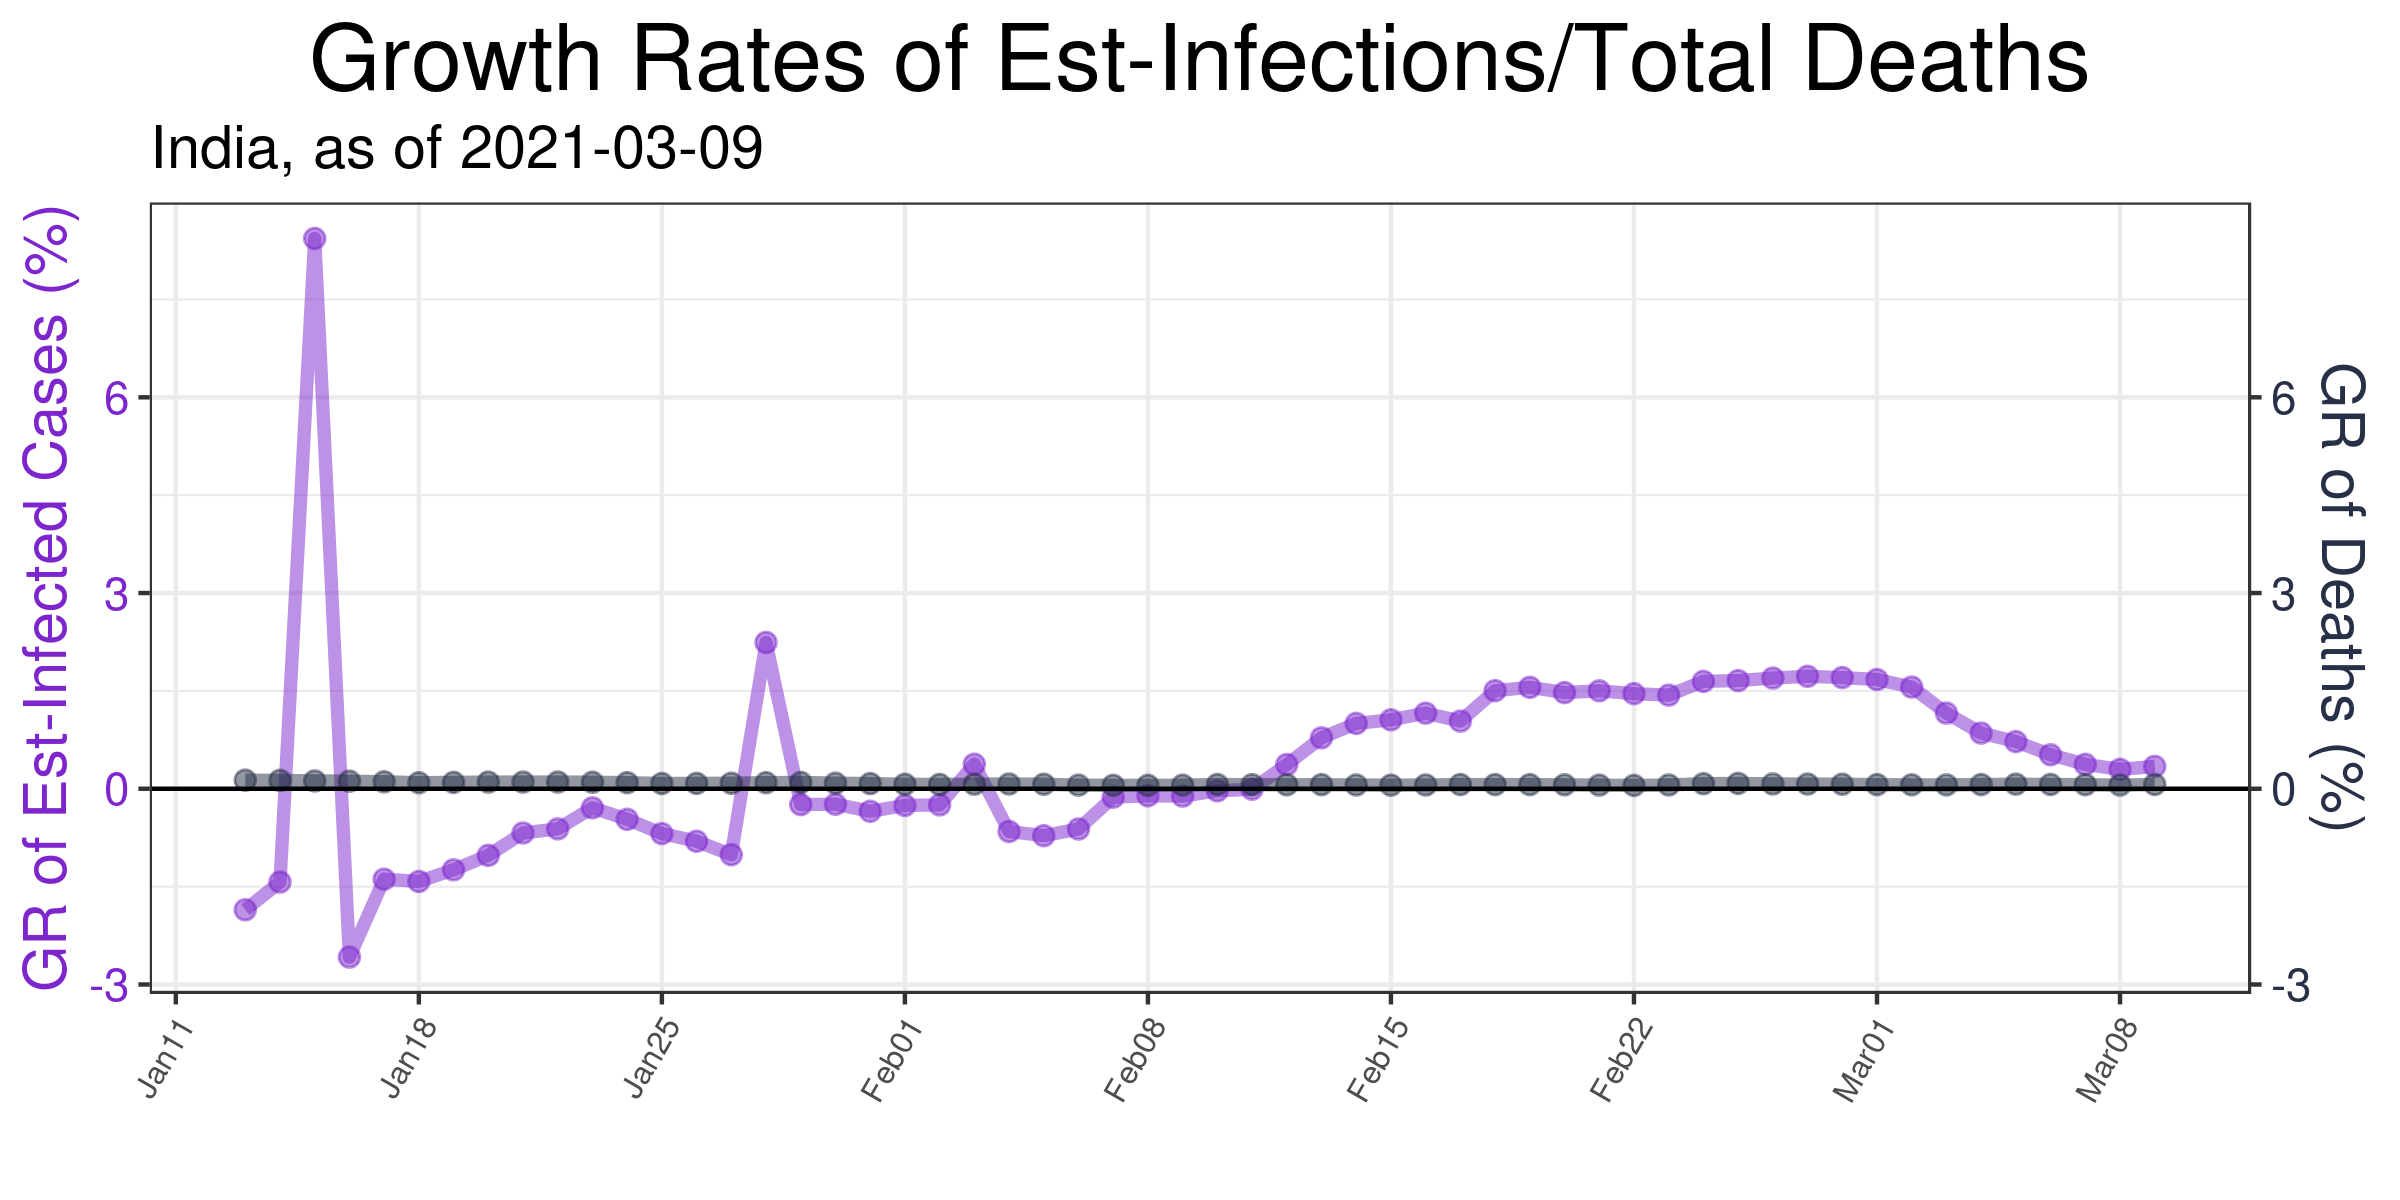 Growth Rates of Est-Infections/Total Deaths
India, as of 2021-03-09
GR of Est-Infected Cases (%)
6
3
0
-3
6
3
0
-3
GR of Deaths (%)
Jan11
Jan18
Jan25
Feb01
Feb08
Feb15
Feb22
Mar01
Mar08